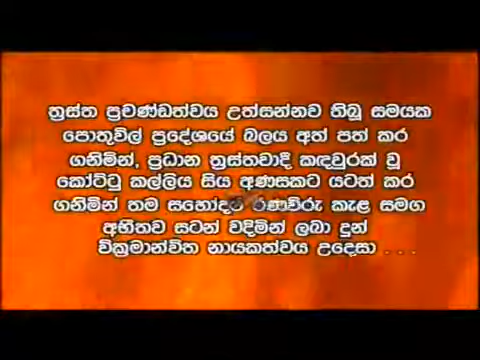 ත්‍රස්ත ප්‍රචණ්ඩත්වය උත්සන්නව තිබූ සමයක
පොතුවිල් ප්‍රදේශයේ බලය අත් පත් කර
ගනිමින්, ප්‍රධාන ත්‍රස්තවාදී කඳවුරක් වූ
කෝට්ටු කල්ලිය සිය අණසකට යටත් කර
ගනිමින් තම සහෝදර රණවිරු කැළ සමග
අභීතව සටන් වදිමින් ලබා දුන්
වික්‍රමාන්විත නායකත්වය උදෙසා . . .